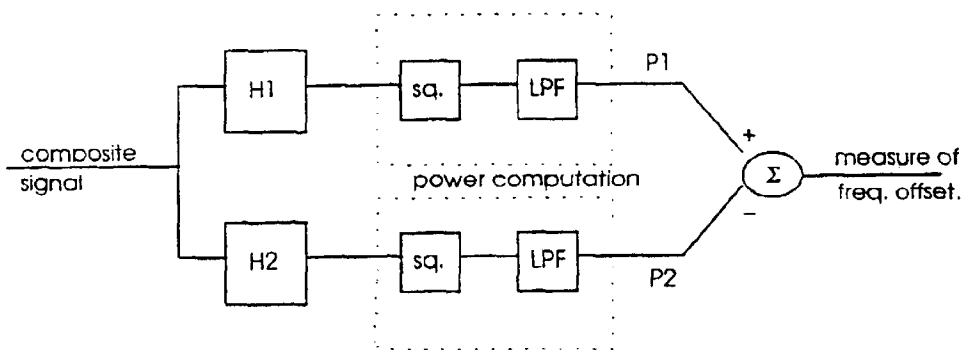 H1
sq.
LPF
P1
+
composite
signal
power computation
Σ
measure of
freq. offset.
−
H2
sq.
LPF
P2